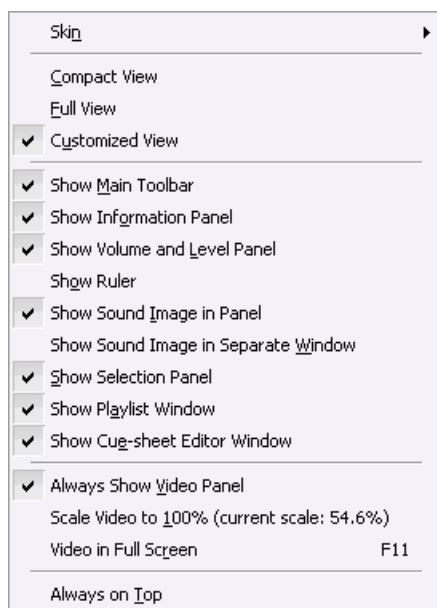 Skin
Compact View
Full View
Customized View
Show Main Toolbar
Show Information Panel
Show Volume and Level Panel
Show Ruler
Show Sound Image in Panel
Show Sound Image in Separate Window
Show Selection Panel
Show Playlist Window
Show Cue-sheet Editor Window
Always Show Video Panel
Scale Video to 100% (current scale: 54.6%)
Video in Full Screen F11
Always on Top